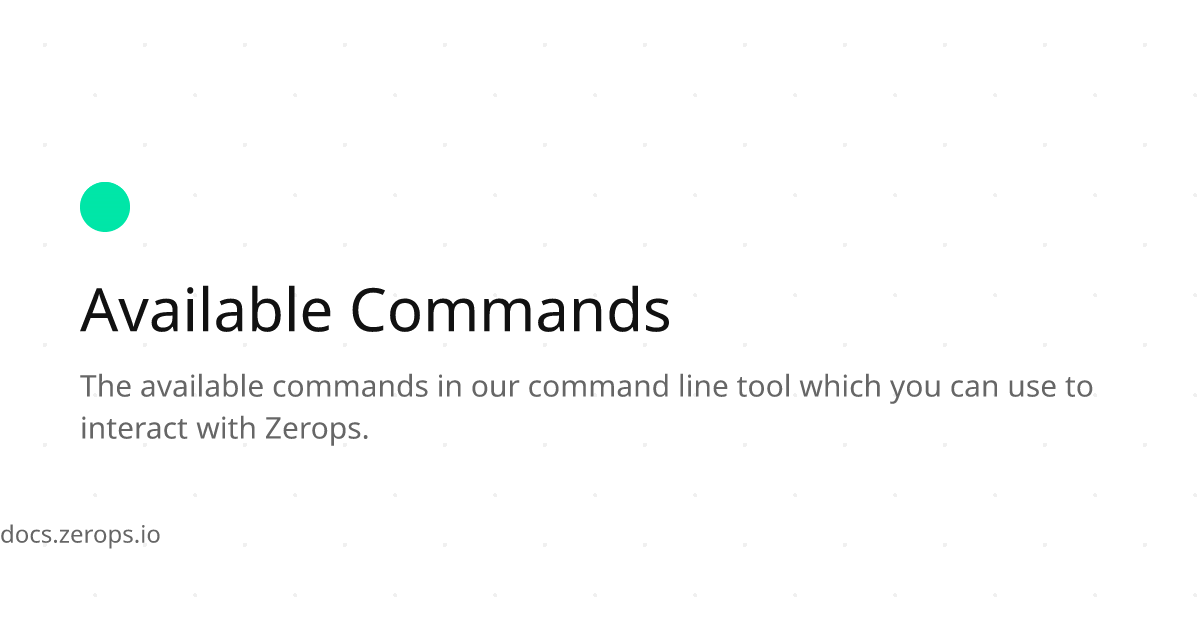 Available Commands
The available commands in our command line tool which you can use to
interact with Zerops.
docs.zerops.io